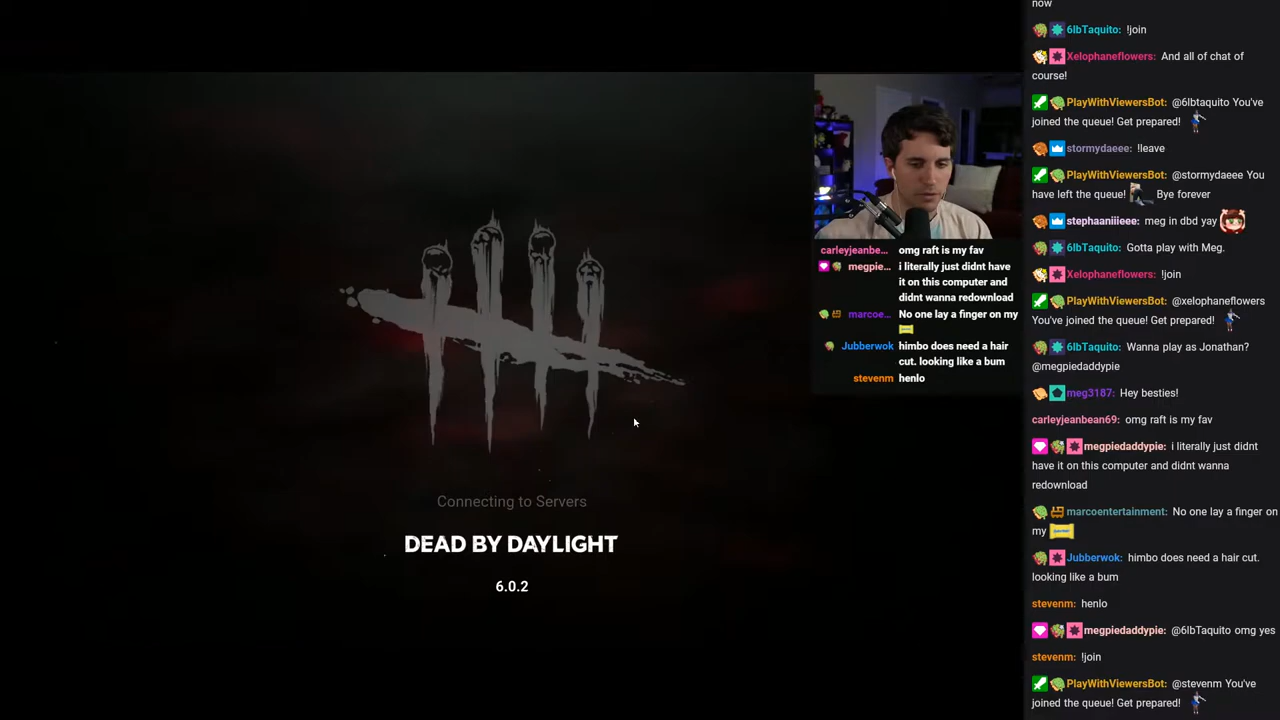 Connecting to Servers
DEAD BY DAYLIGHT
6.0.2
carleyjeanbe... omg raft is my fav
megpie... i literally just didnt have
it on this computer and
didnt wanna redownload
marcoe... No one lay a finger on my
Jubberwok himbo does need a hair
cut. looking like a bum
stevenm henlo
now
6lbTaquito: !join
Xelophaneflowers: And all of chat of
course!
PlayWithViewersBot: @6lbtaquito You've
joined the queue! Get prepared!
stormydaeee: !leave
PlayWithViewersBot: @stormydaeee You
have left the queue! Bye forever
stephaaniiieee: meg in dbd yay
6lbTaquito: Gotta play with Meg.
Xelophaneflowers: !join
PlayWithViewersBot: @xelophaneflowers
You've joined the queue! Get prepared!
6lbTaquito: Wanna play as Jonathan?
@megpiedaddypie
meg3187: Hey besties!
carleyjeanbean69: omg raft is my fav
megpiedaddypie: i literally just didnt
have it on this computer and didnt wanna
redownload
marcoentertainment: No one lay a finger on
my
Jubberwok: himbo does need a hair cut.
looking like a bum
stevenm: henlo
megpiedaddypie: @6lbTaquito omg yes
stevenm: !join
PlayWithViewersBot: @stevenm You've
joined the queue! Get prepared!